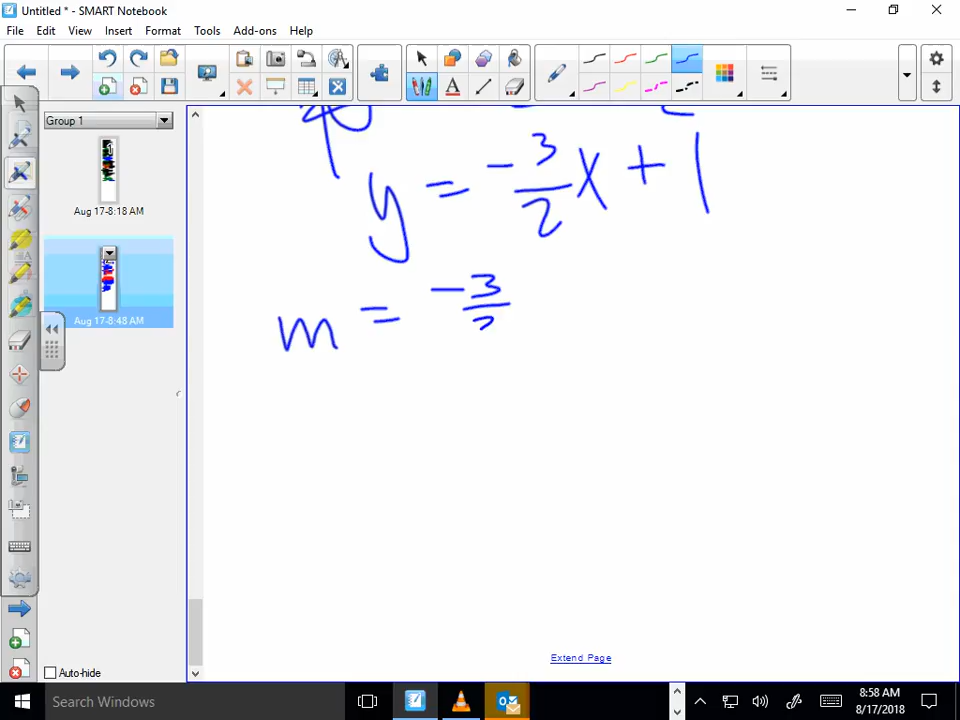 Untitled * - SMART Notebook
File Edit View Insert Format Tools Add-ons Help
Group 1
Aug 17-8:18 AM
Aug 17-8:48 AM
y = -3/2 x + 1
m = -3/2
Extend Page
Auto-hide
Search Windows
8:58 AM
8/17/2018